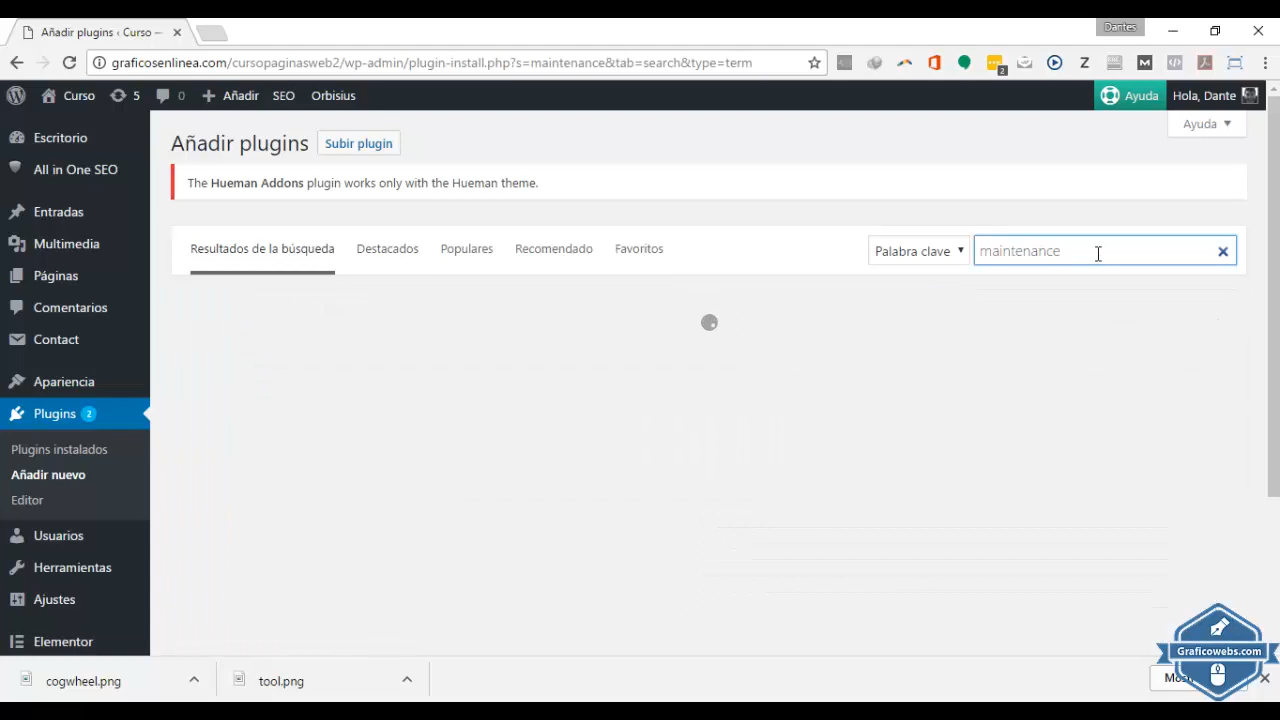 Añadir plugins ‹ Curso —
Dantes
graficosenlinea.com/cursopaginasweb2/wp-admin/plugin-install.php?s=maintenance&tab=search&type=term
2
Curso 5 0 Añadir SEO Orbisius Ayuda Hola, Dante
Ayuda
Escritorio
All in One SEO
Entradas
Multimedia
Páginas
Comentarios
Contact
Apariencia
Plugins 2
Plugins instalados
Añadir nuevo
Editor
Usuarios
Herramientas
Ajustes
Elementor
Añadir plugins Subir plugin
The Hueman Addons plugin works only with the Hueman theme.
Resultados de la búsqueda Destacados Populares Recomendado Favoritos Palabra clave maintenance
cogwheel.png tool.png
Graficowebs.com